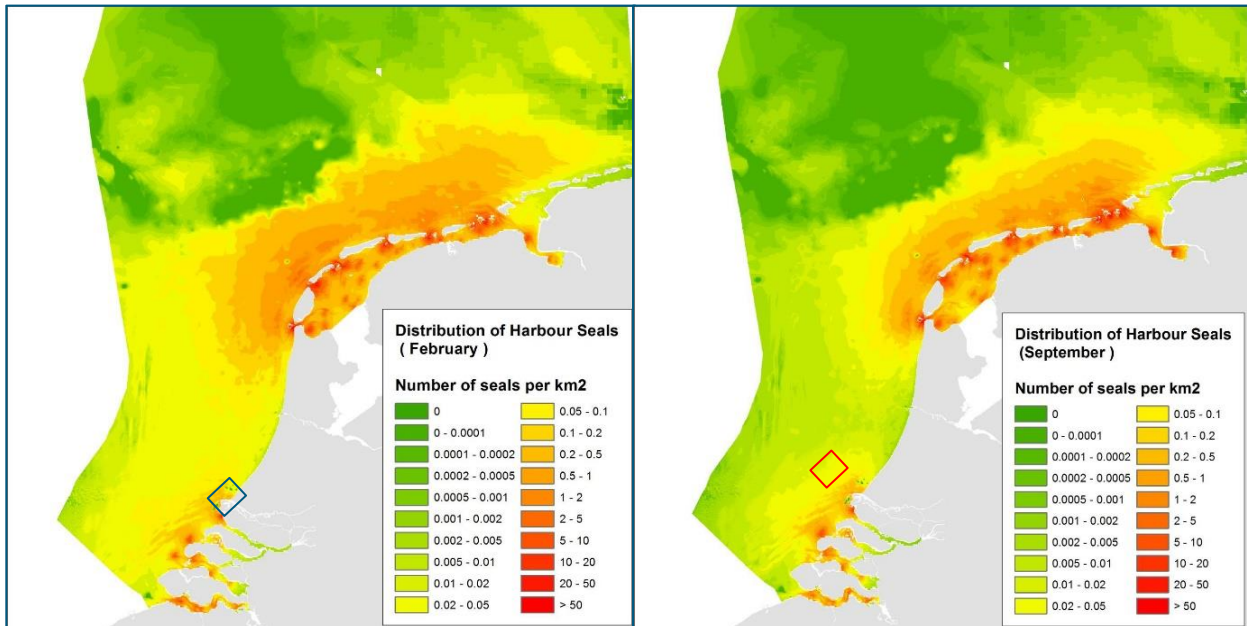 Distribution of Harbour Seals
( February )
Number of seals per km2
0
0 - 0.0001
0.0001 - 0.0002
0.0002 - 0.0005
0.0005 - 0.001
0.001 - 0.002
0.002 - 0.005
0.005 - 0.01
0.01 - 0.02
0.02 - 0.05
0.05 - 0.1
0.1 - 0.2
0.2 - 0.5
0.5 - 1
1 - 2
2 - 5
5 - 10
10 - 20
20 - 50
> 50
Distribution of Harbour Seals
(September )
Number of seals per km2
0
0 - 0.0001
0.0001 - 0.0002
0.0002 - 0.0005
0.0005 - 0.001
0.001 - 0.002
0.002 - 0.005
0.005 - 0.01
0.01 - 0.02
0.02 - 0.05
0.05 - 0.1
0.1 - 0.2
0.2 - 0.5
0.5 - 1
1 - 2
2 - 5
5 - 10
10 - 20
20 - 50
> 50